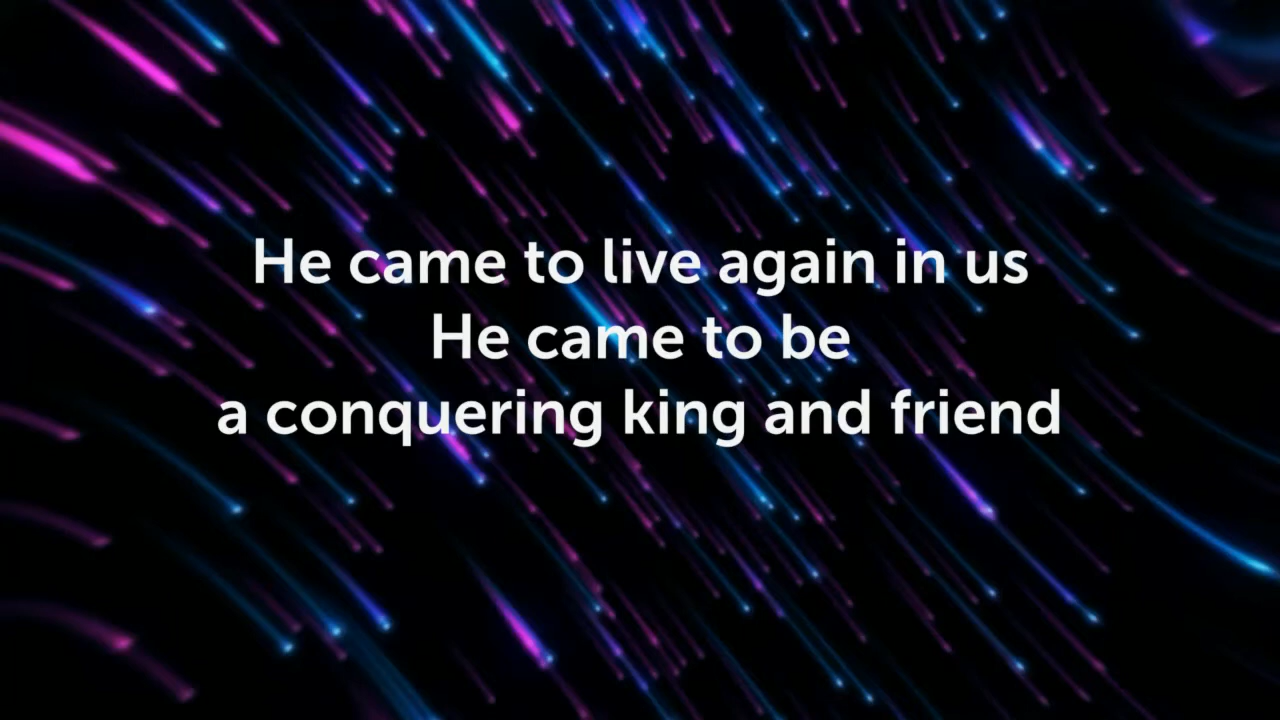 He came to live again in us
He came to be
a conquering king and friend